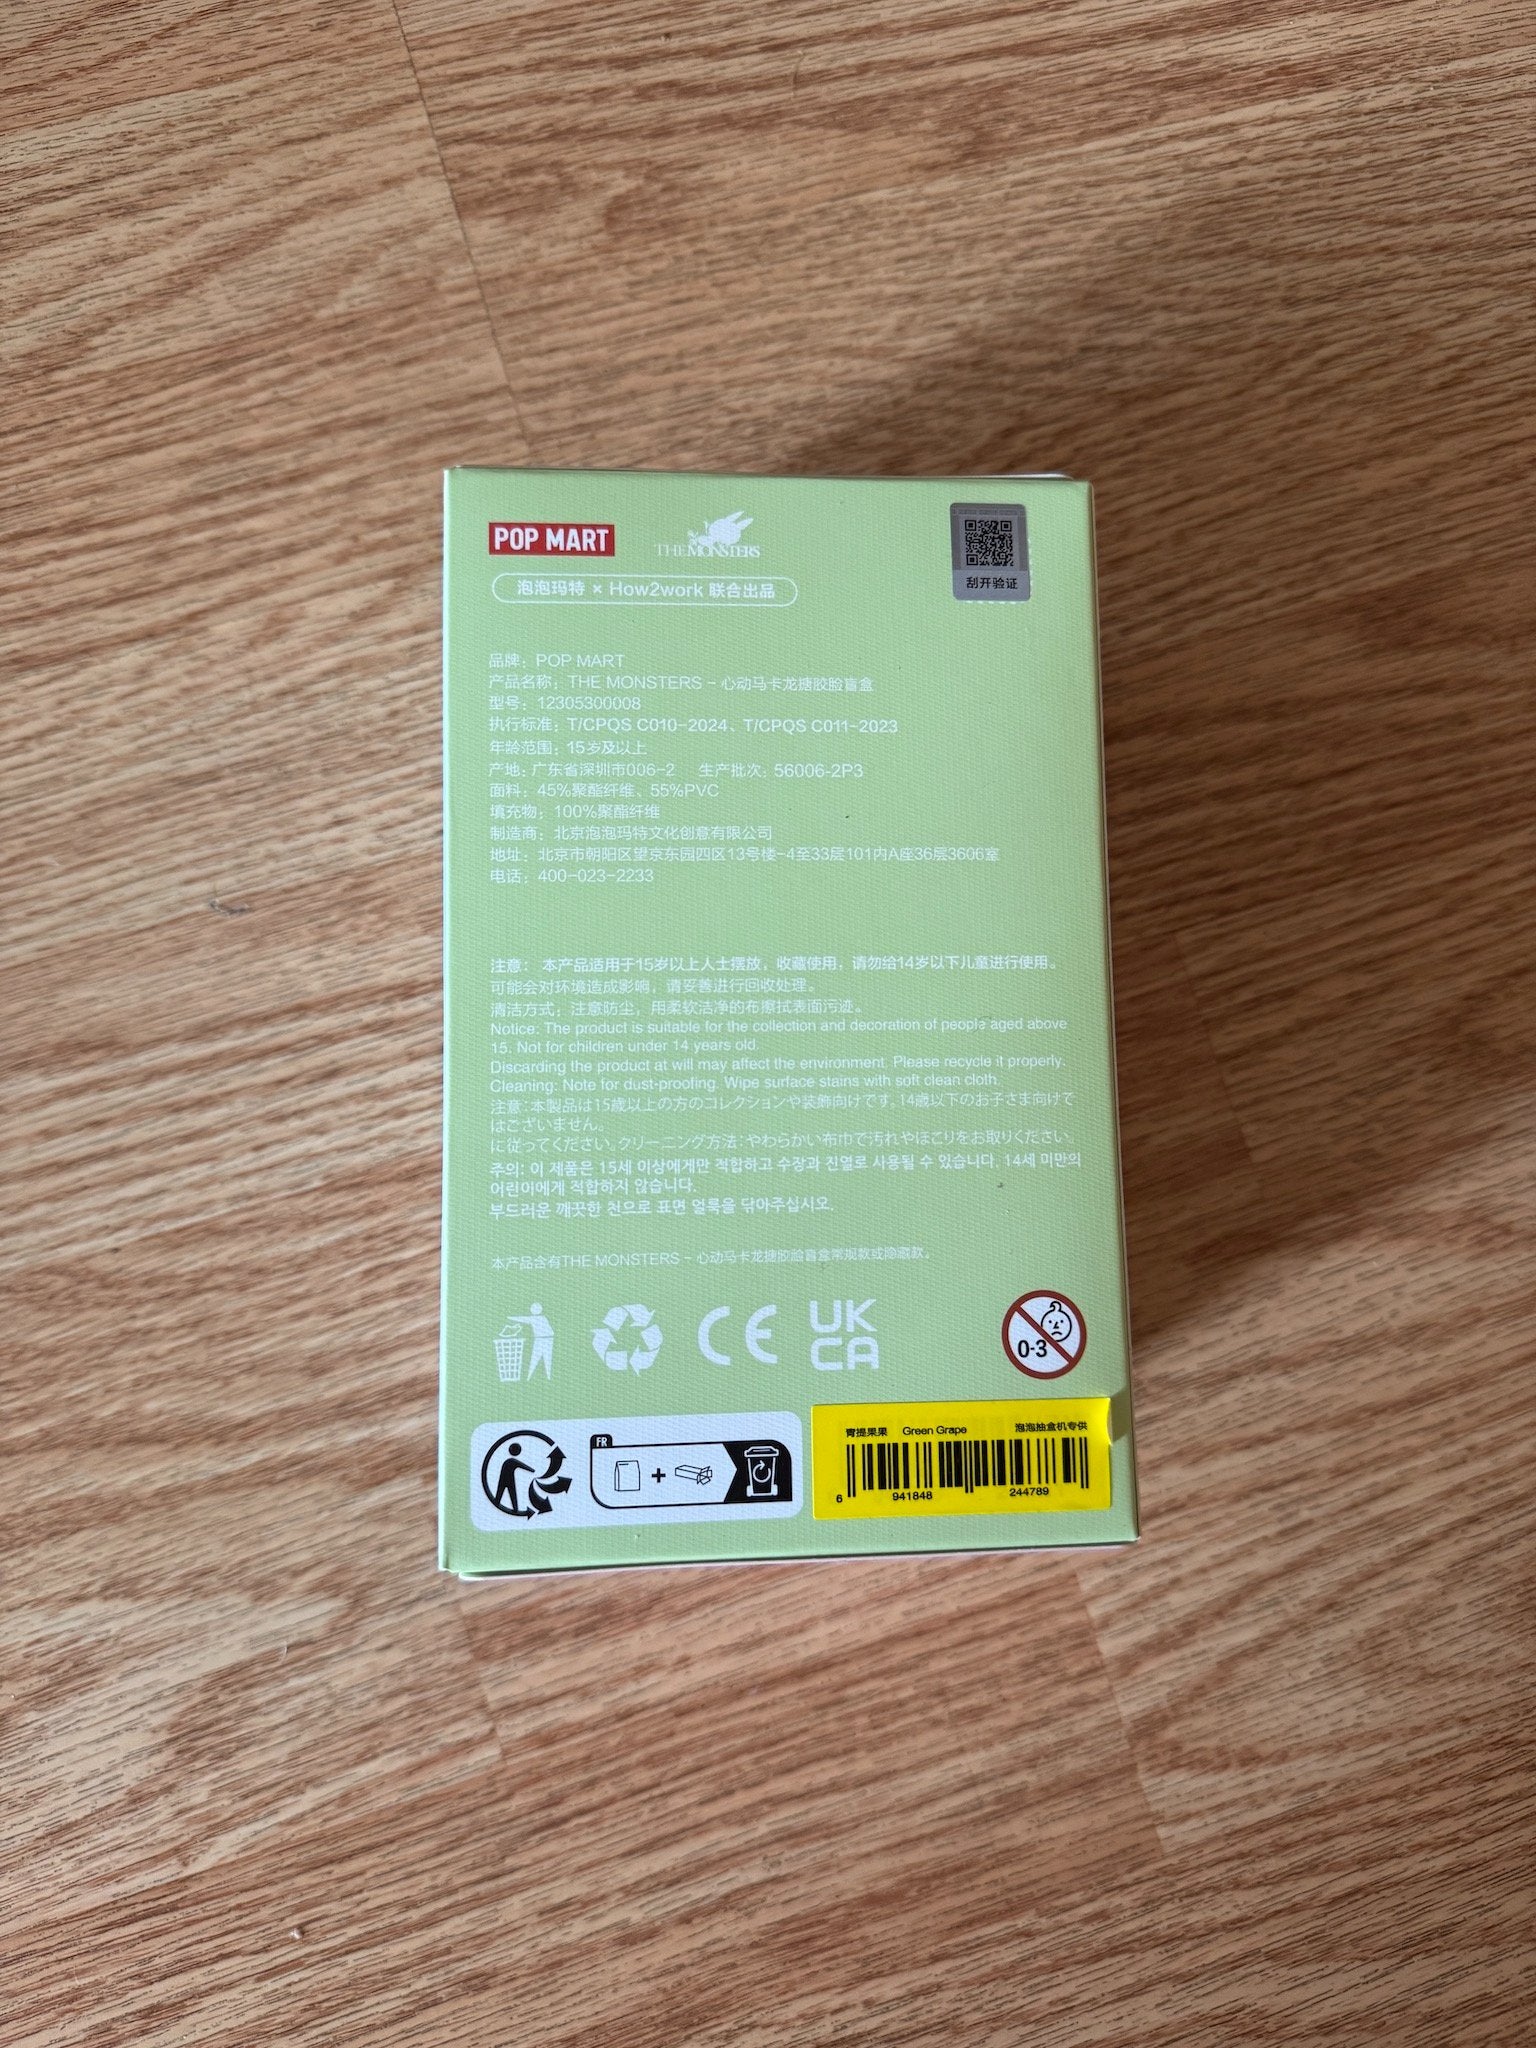 POP MART
THE MONSTERS
刮开验证
泡泡玛特 × How2work 联合出品
品牌：POP MART
产品名称：THE MONSTERS - 心动马卡龙搪胶脸盲盒
型号：12305300008
执行标准：T/CPQS C010-2024、T/CPQS C011-2023
年龄范围：15岁及以上
产地：广东省深圳市006-2 生产批次：56006-2P3
面料：45%聚酯纤维、55%PVC
填充物：100%聚酯纤维
制造商：北京泡泡玛特文化创意有限公司
地址：北京市朝阳区望京东园四区13号楼-4至33层101内A座36层3606室
电话：400-023-2233
注意：本产品适用于15岁以上人士摆放，收藏使用，请勿给14岁以下儿童进行使用。
可能会对环境造成影响，请妥善进行回收处理。
清洁方式：注意防尘，用柔软洁净的布擦拭表面污迹。
Notice: The product is suitable for the collection and decoration of people aged above
15. Not for children under 14 years old.
Discarding the product at will may affect the environment. Please recycle it properly.
Cleaning: Note for dust-proofing. Wipe surface stains with soft clean cloth.
注意：本製品は15歳以上の方のコレクションや装飾向けです。14歳以下のお子さま向けで
はございません。
に従ってください。クリーニング方法：やわらかい布巾で汚れやほこりをお取りください。
주의: 이 제품은 15세 이상에게만 적합하고 수장과 진열로 사용될 수 있습니다. 14세 미만의
어린이에게 적합하지 않습니다.
부드러운 깨끗한 천으로 표면 얼룩을 닦아주십시오.
本产品含有THE MONSTERS - 心动马卡龙搪胶脸盲盒常规款或隐藏款。
CE
UK
CA
0-3
FR
青提果果 Green Grape 泡泡抽盒机专供
6 941848 244789